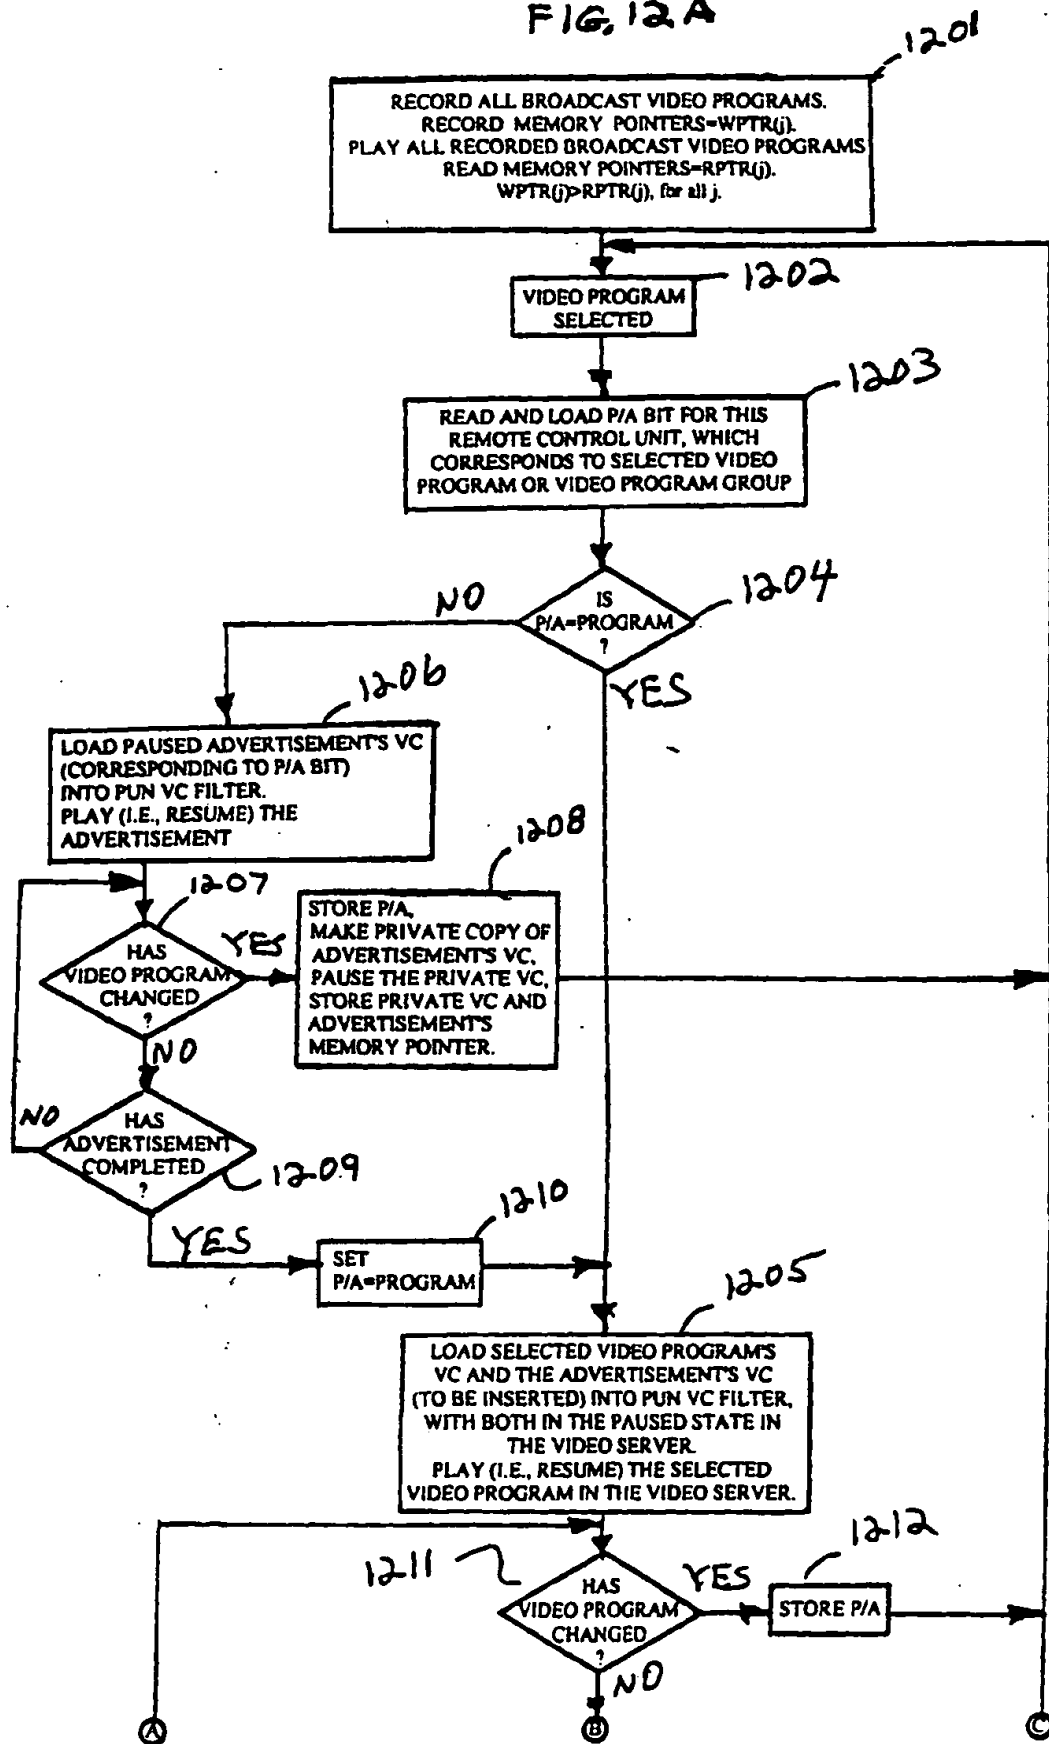 FIG. 12A
1201
RECORD ALL BROADCAST VIDEO PROGRAMS.
RECORD MEMORY POINTERS=WPTR(j).
PLAY ALL RECORDED BROADCAST VIDEO PROGRAMS
READ MEMORY POINTERS=RPTR(j).
WPTR(j)>RPTR(j), for all j.
1202
VIDEO PROGRAM
SELECTED
1203
READ AND LOAD P/A BIT FOR THIS
REMOTE CONTROL UNIT, WHICH
CORRESPONDS TO SELECTED VIDEO
PROGRAM OR VIDEO PROGRAM GROUP
1204
IS
P/A=PROGRAM
?
NO
YES
1206
LOAD PAUSED ADVERTISEMENT'S VC
(CORRESPONDING TO P/A BIT)
INTO PUN VC FILTER.
PLAY (I.E., RESUME) THE
ADVERTISEMENT
1207
HAS
VIDEO PROGRAM
CHANGED
?
YES
NO
1208
STORE P/A,
MAKE PRIVATE COPY OF
ADVERTISEMENT'S VC,
PAUSE THE PRIVATE VC,
STORE PRIVATE VC AND
ADVERTISEMENT'S
MEMORY POINTER.
NO
HAS
ADVERTISEMENT
COMPLETED
?
1209
YES
1210
SET
P/A=PROGRAM
1205
LOAD SELECTED VIDEO PROGRAM'S
VC AND THE ADVERTISEMENT'S VC
(TO BE INSERTED) INTO PUN VC FILTER,
WITH BOTH IN THE PAUSED STATE IN
THE VIDEO SERVER.
PLAY (I.E., RESUME) THE SELECTED
VIDEO PROGRAM IN THE VIDEO SERVER.
1211
HAS
VIDEO PROGRAM
CHANGED
?
YES
1212
STORE P/A
NO
A
B
C